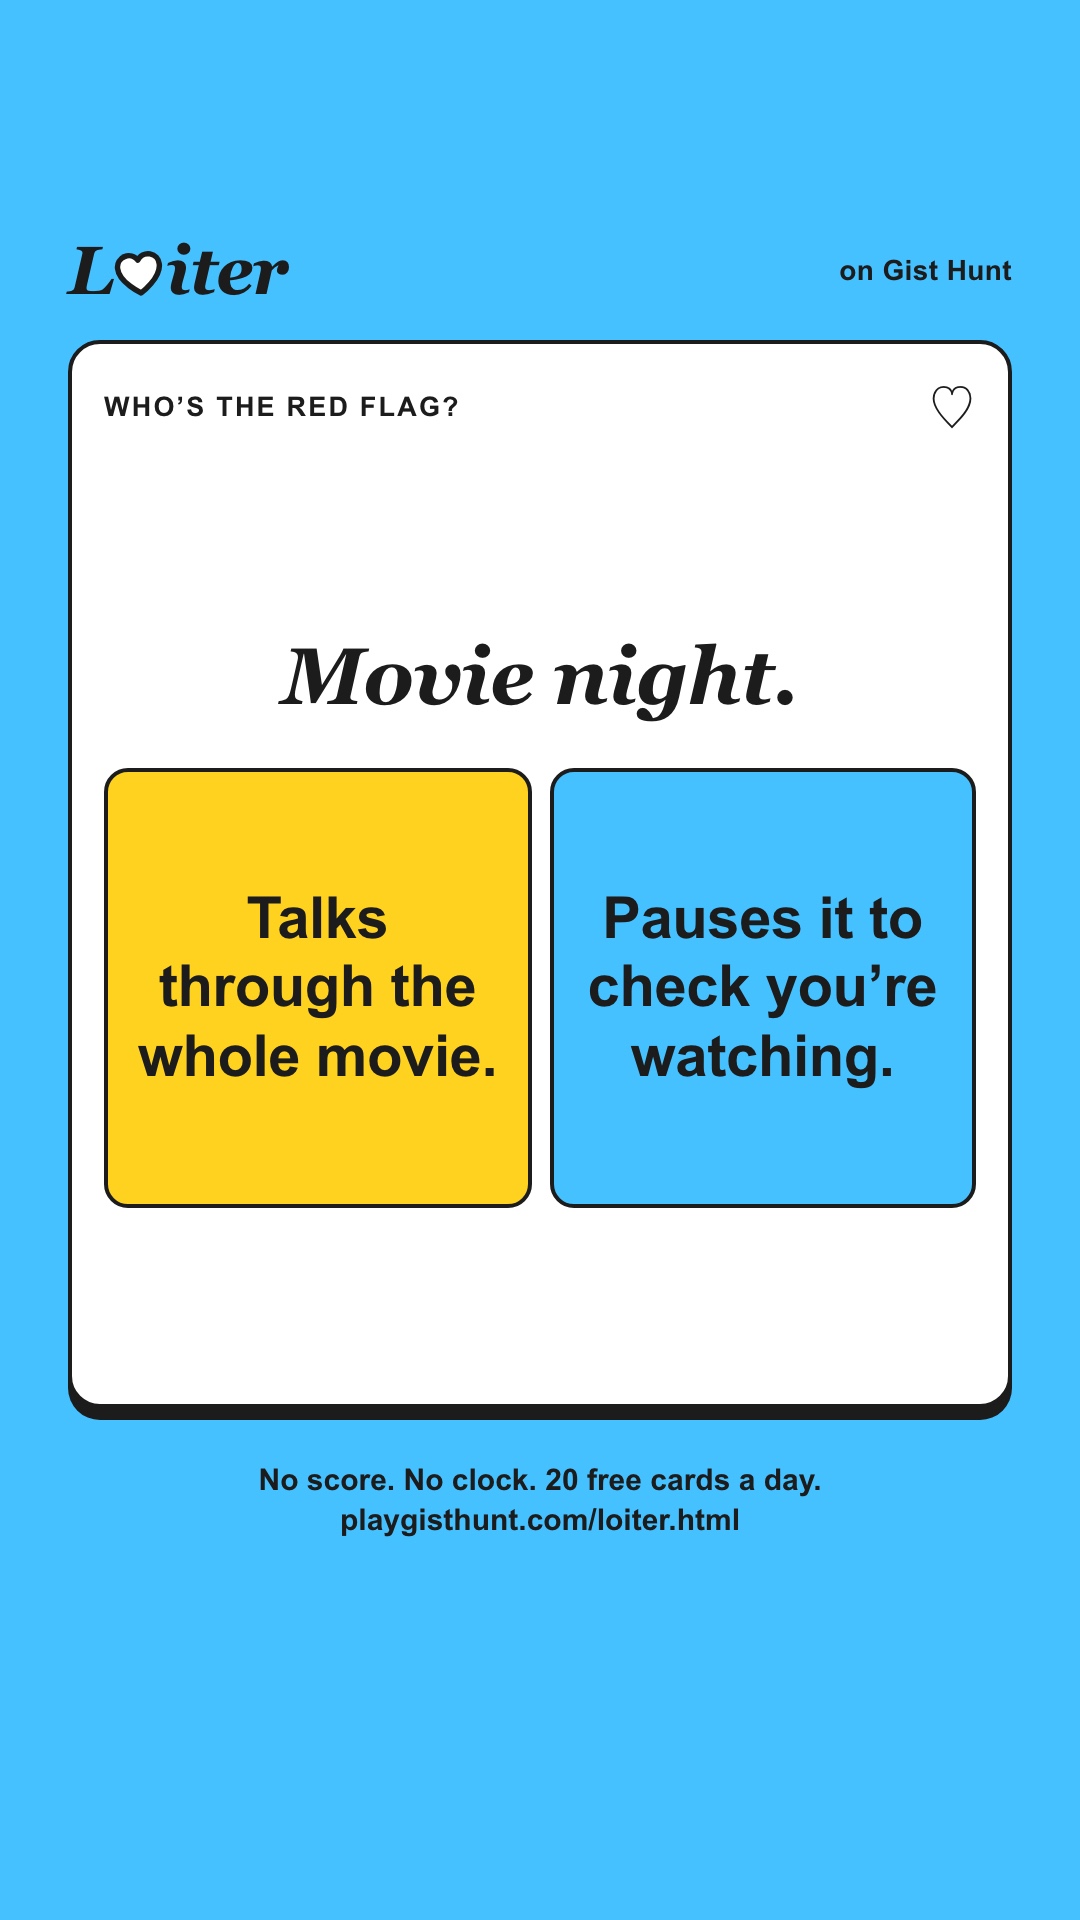 Loiter
on Gist Hunt
WHO’S THE RED FLAG?
Movie night.
Talks
through the
whole movie.
Pauses it to
check you’re
watching.
No score. No clock. 20 free cards a day.
playgisthunt.com/loiter.html